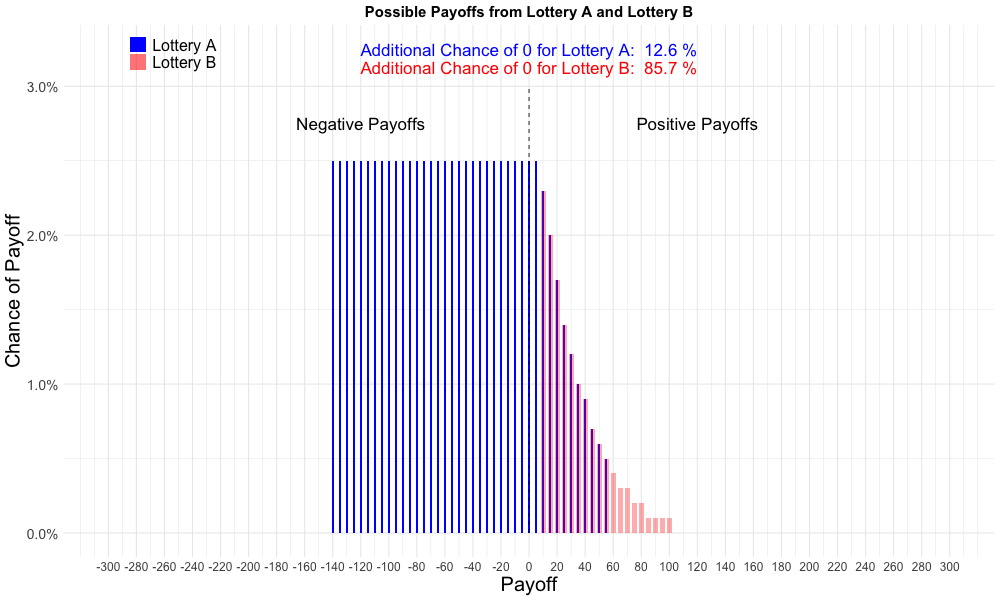 Possible Payoffs from Lottery A and Lottery B
Lottery A
Lottery B
Additional Chance of 0 for Lottery A: 12.6 %
Additional Chance of 0 for Lottery B: 85.7 %
Negative Payoffs
Positive Payoffs
Chance of Payoff
3.0%
2.0%
1.0%
0.0%
-300 -280 -260 -240 -220 -200 -180 -160 -140 -120 -100 -80 -60 -40 -20 0 20 40 60 80 100 120 140 160 180 200 220 240 260 280 300
Payoff